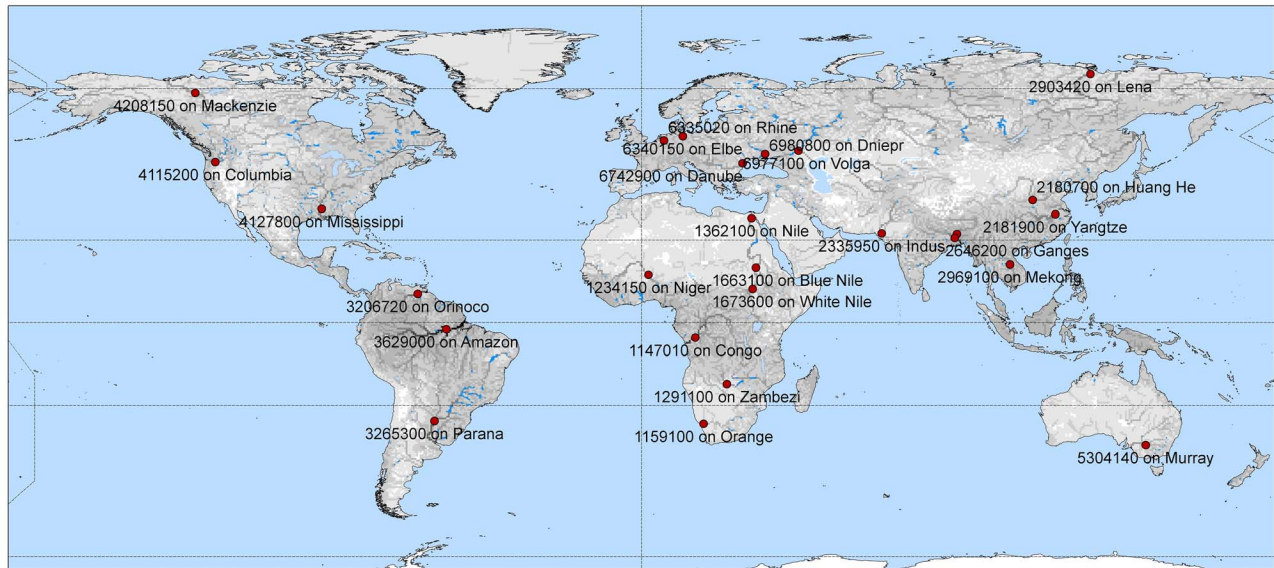 2903420 on Lena
4208150 on Mackenzie
6335020 on Rhine
6340150 on Elbe
6980800 on Dniepr
6977100 on Volga
4115200 on Columbia
6742900 on Danube
2180700 on Huang He
4127800 on Mississippi
1362100 on Nile
2181900 on Yangtze
2335950 on Indus
2646200 on Ganges
2969100 on Mekong
1234150 on Niger
1663100 on Blue Nile
1673600 on White Nile
3206720 on Orinoco
3629000 on Amazon
1147010 on Congo
1291100 on Zambezi
3265300 on Parana
1159100 on Orange
5304140 on Murray